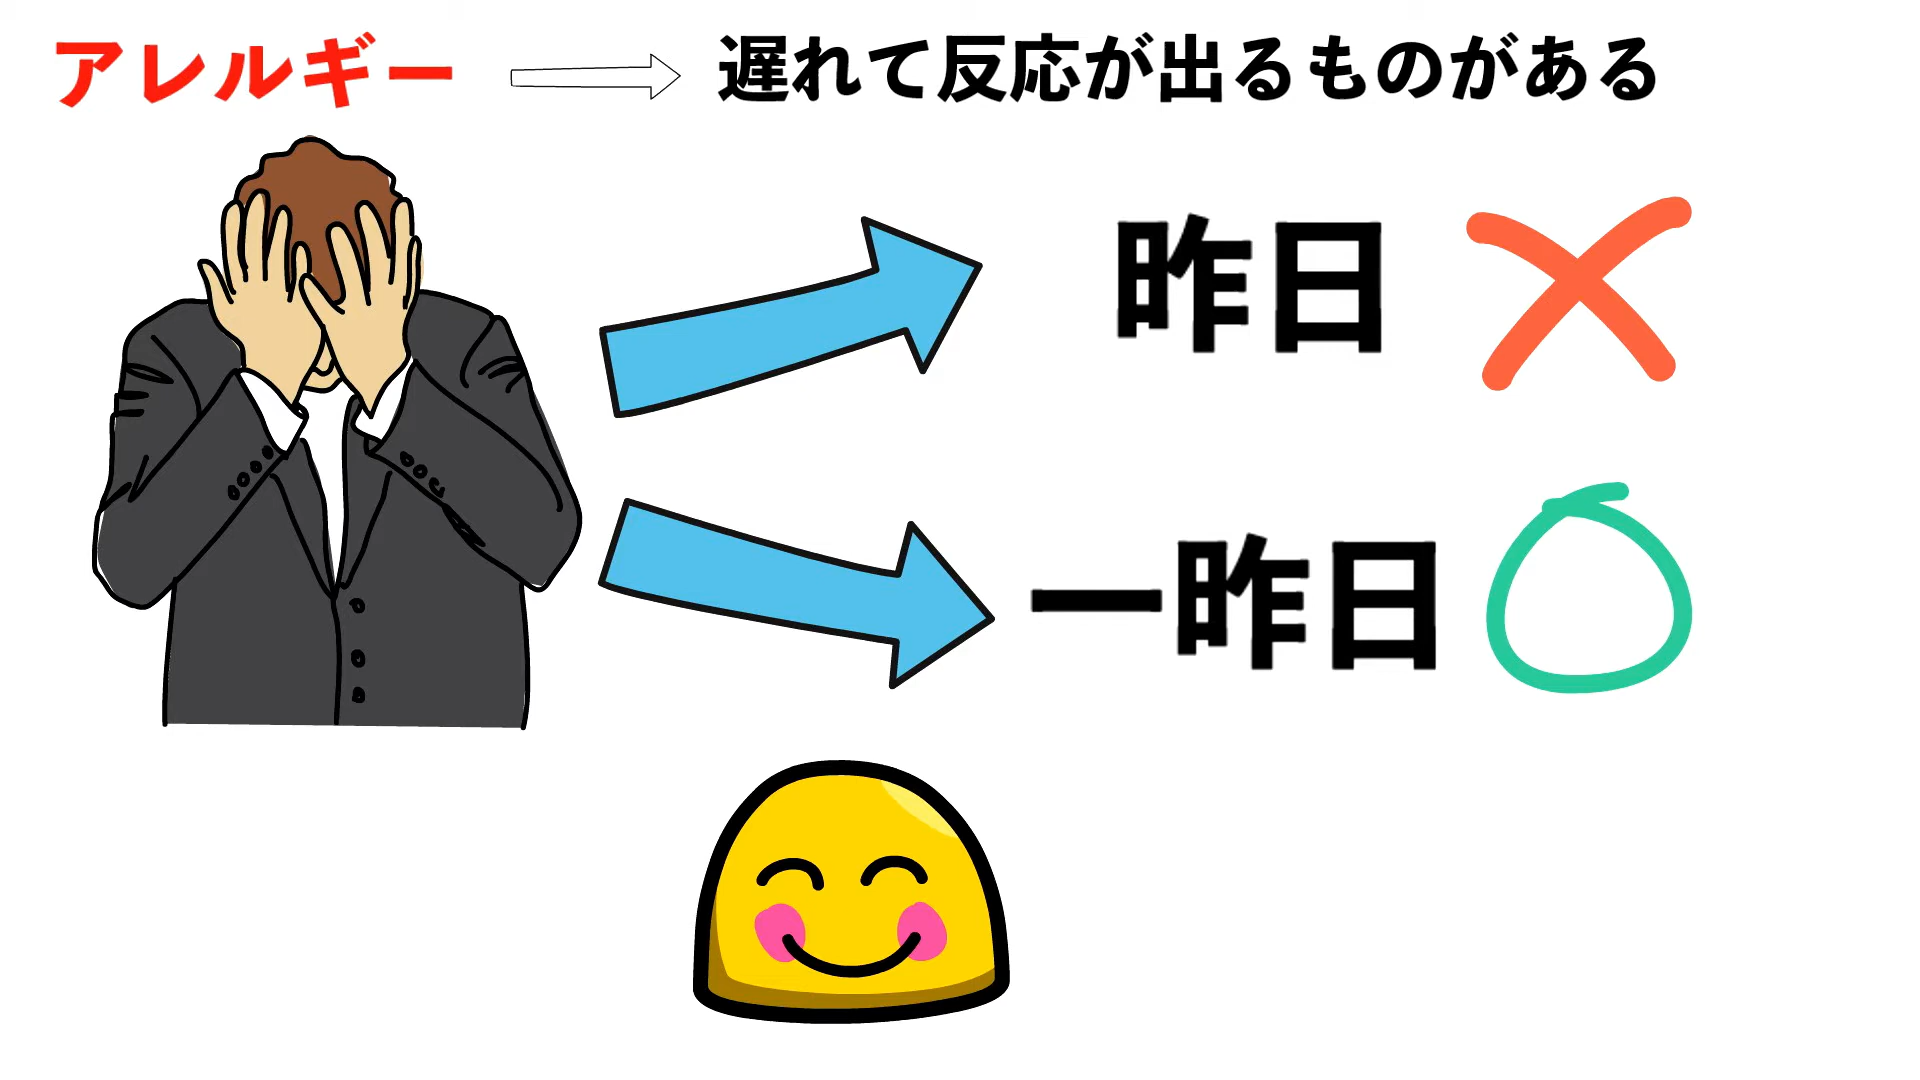 アレルギー
遅れて反応が出るものがある
昨日
一昨日